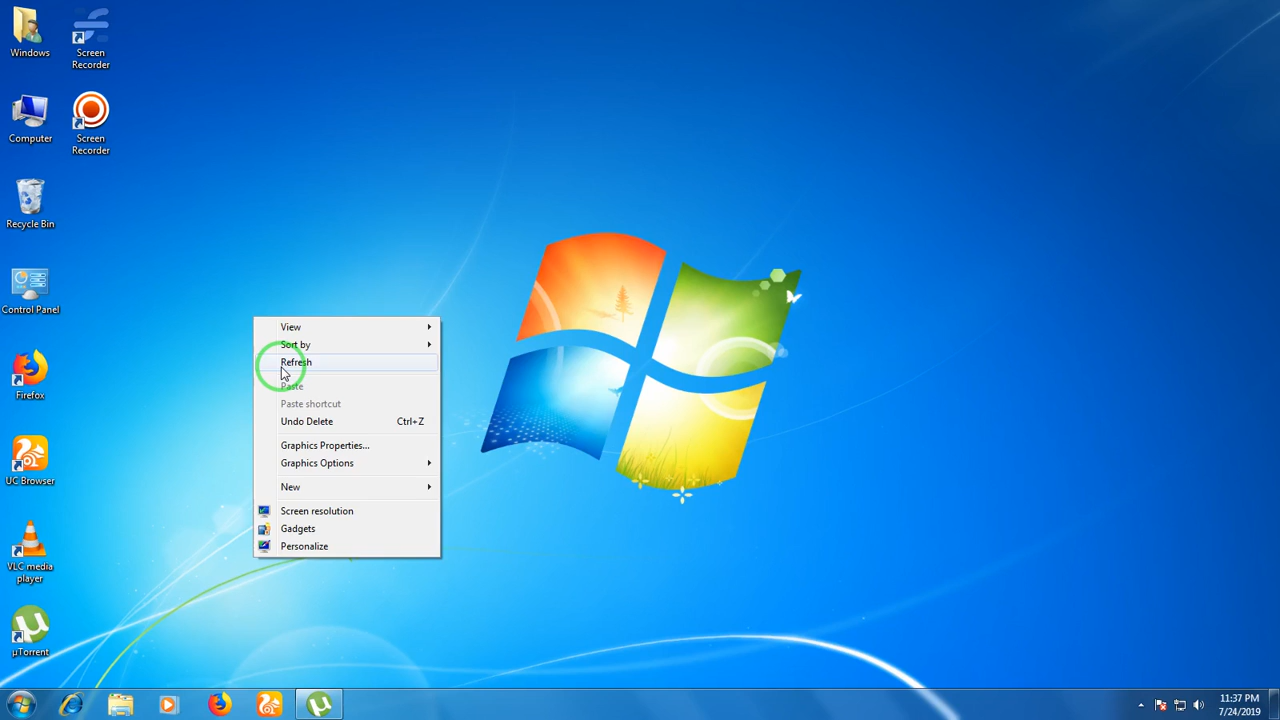 Windows
Screen
Recorder
Computer
Screen
Recorder
Recycle Bin
Control Panel
Firefox
UC Browser
VLC media
player
µTorrent
View
Sort by
Refresh
Paste
Paste shortcut
Undo Delete Ctrl+Z
Graphics Properties...
Graphics Options
New
Screen resolution
Gadgets
Personalize
11:37 PM
7/24/2019